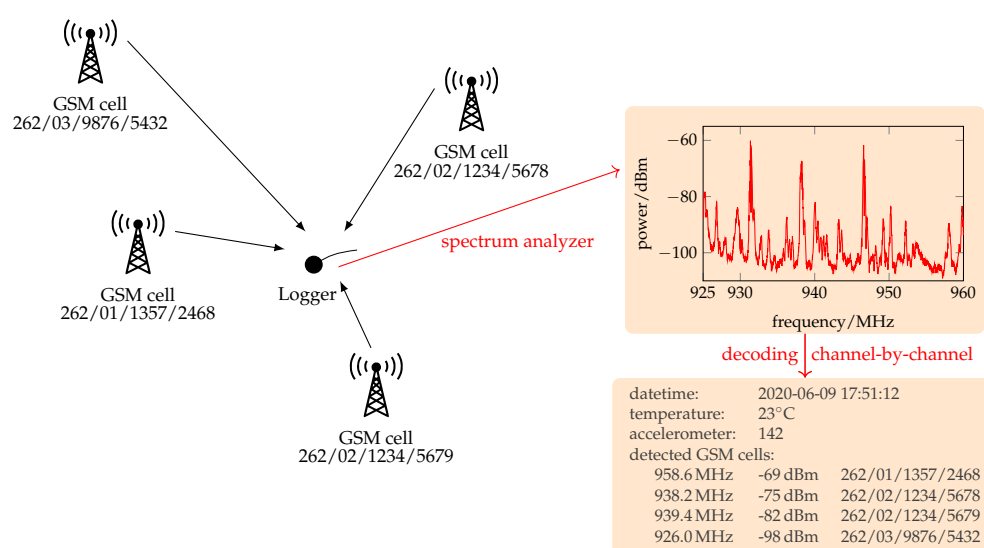 GSM cell
262/03/9876/5432
GSM cell
262/02/1234/5678
GSM cell
262/01/1357/2468
Logger
GSM cell
262/02/1234/5679
spectrum analyzer
power/dBm
−60
−80
−100
925 930 940 950 960
frequency/MHz
decoding channel-by-channel
datetime: 2020-06-09 17:51:12
temperature: 23°C
accelerometer: 142
detected GSM cells:
958.6 MHz -69 dBm 262/01/1357/2468
938.2 MHz -75 dBm 262/02/1234/5678
939.4 MHz -82 dBm 262/02/1234/5679
926.0 MHz -98 dBm 262/03/9876/5432